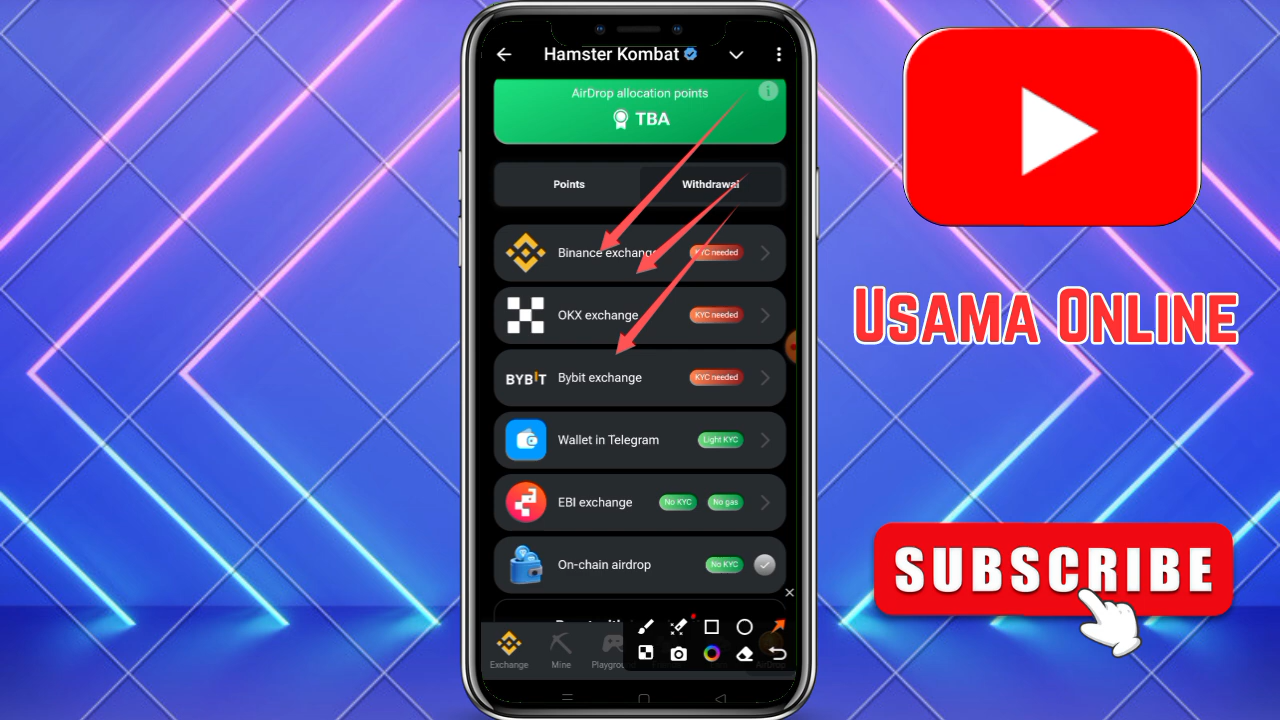 Hamster Kombat
AirDrop allocation points
TBA
Points
Withdrawal
Binance exchange
KYC needed
OKX exchange
KYC needed
BYBIT
Bybit exchange
KYC needed
Wallet in Telegram
Light KYC
EBI exchange
No KYC
No gas
On-chain airdrop
No KYC
Exchange
Mine
USAMA ONLINE
SUBSCRIBE